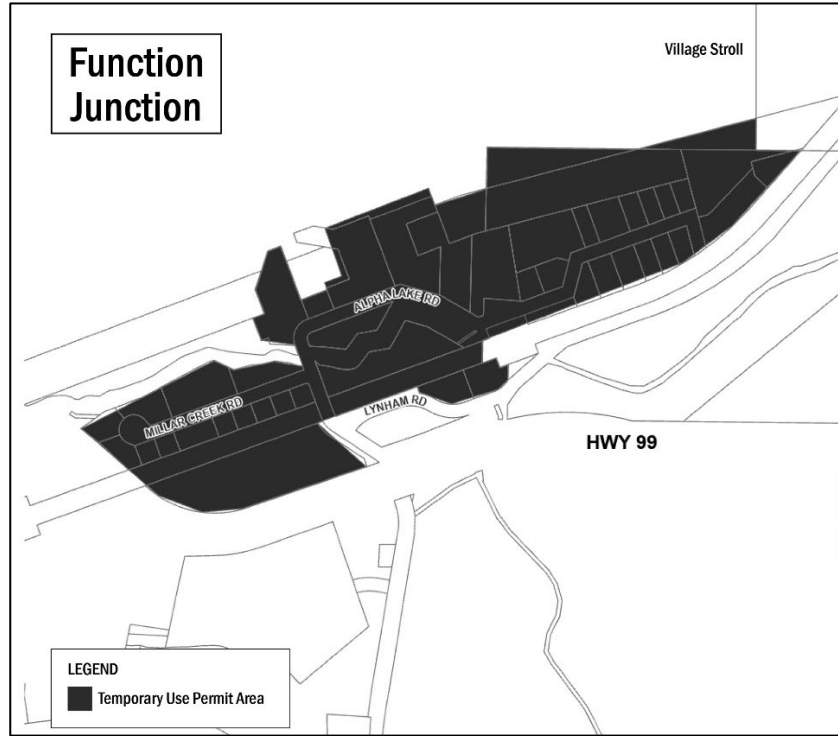 Function
Junction
Village Stroll
ALPHA LAKE RD
MILLAR CREEK RD
LYNHAM RD
HWY 99
LEGEND
Temporary Use Permit Area